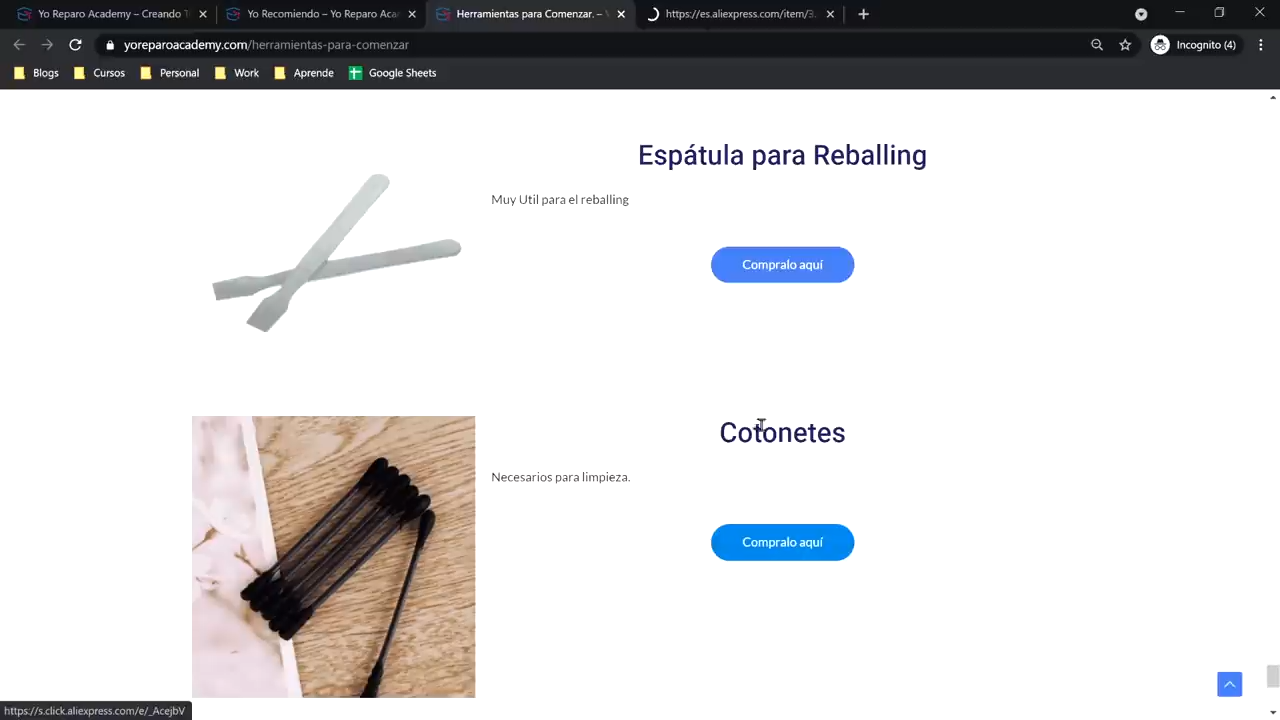 Yo Reparo Academy – Creando T
Yo Recomiendo – Yo Reparo Aca
Herramientas para Comenzar. –
https://es.aliexpress.com/item/3
yoreparoacademy.com/herramientas-para-comenzar
Incognito (4)
Blogs
Cursos
Personal
Work
Aprende
Google Sheets
Espátula para Reballing
Muy Util para el reballing
Compralo aquí
Cotonetes
Necesarios para limpieza.
Compralo aquí
https://s.click.aliexpress.com/e/_AcejbV